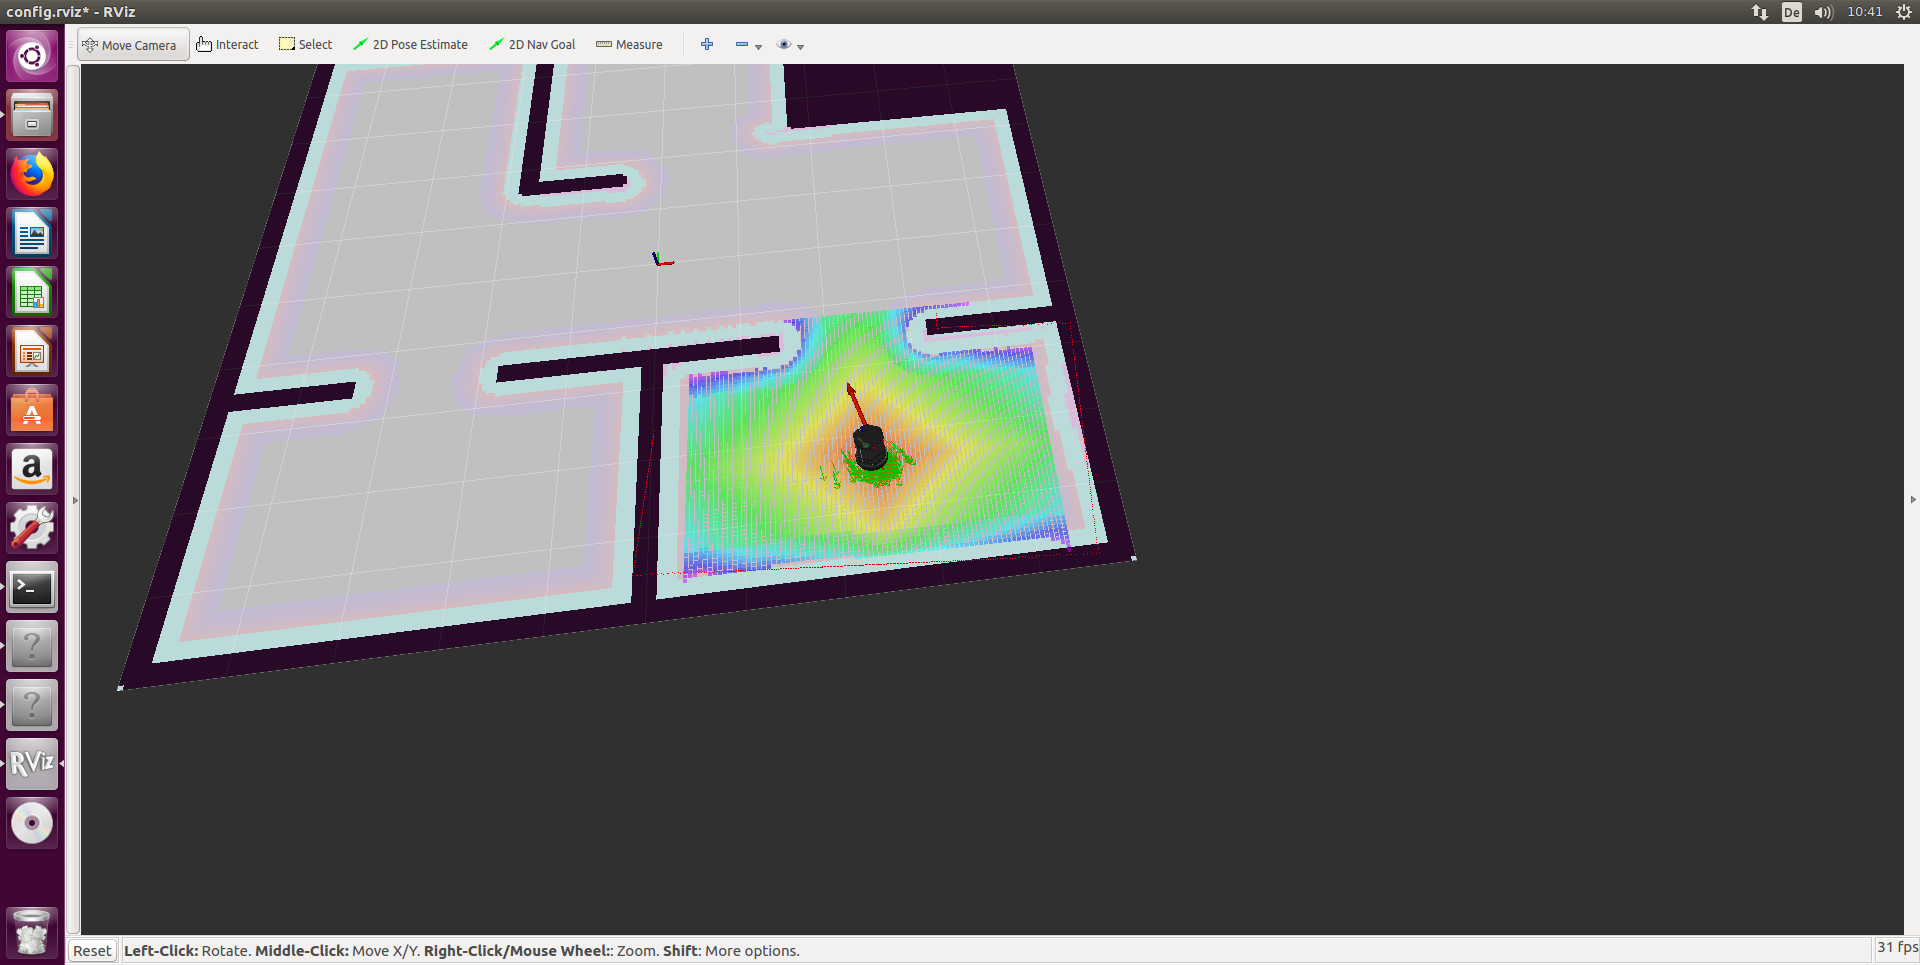 config.rviz* - RViz
De
10:41
Move Camera
Interact
Select
2D Pose Estimate
2D Nav Goal
Measure
RViz
Reset
Left-Click: Rotate. Middle-Click: Move X/Y. Right-Click/Mouse Wheel:: Zoom. Shift: More options.
31 fps